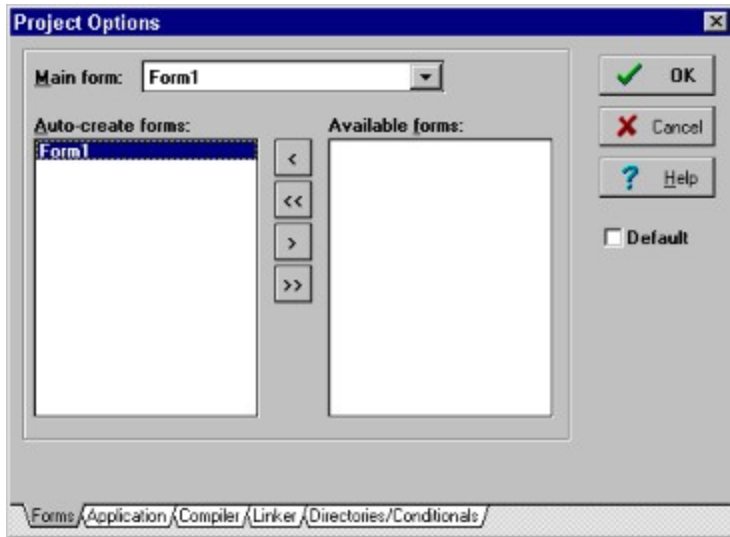 Project Options
Main form: Form1
OK
Auto-create forms:
Available forms:
Cancel
Form1
<
<<
>
>>
Help
Default
Forms Application Compiler Linker Directories/Conditionals